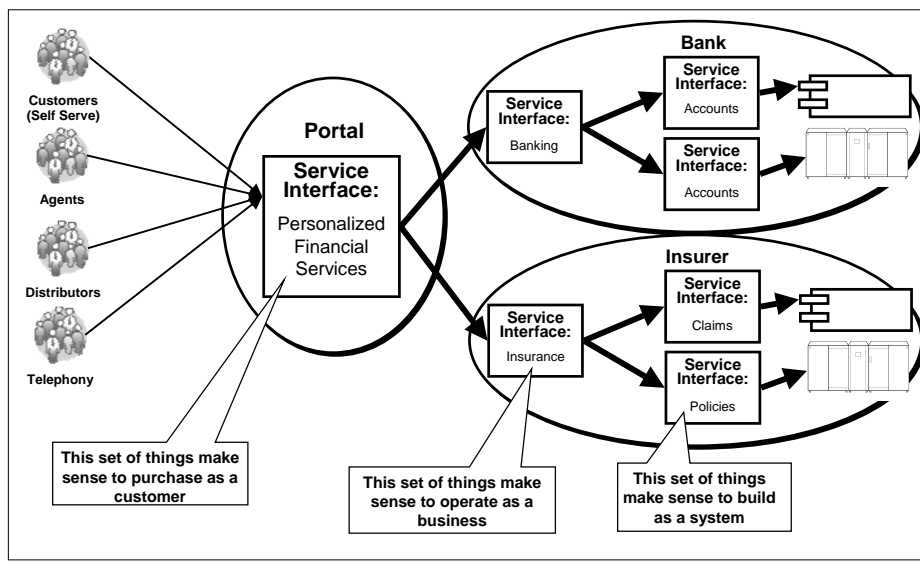 Customers
(Self Serve)
Agents
Distributors
Telephony
Portal
Service
Interface:
Personalized
Financial
Services
Bank
Service
Interface:
Banking
Service
Interface:
Accounts
Service
Interface:
Accounts
Insurer
Service
Interface:
Insurance
Service
Interface:
Claims
Service
Interface:
Policies
This set of things make
sense to purchase as a
customer
This set of things make
sense to operate as a
business
This set of things
make sense to build
as a system